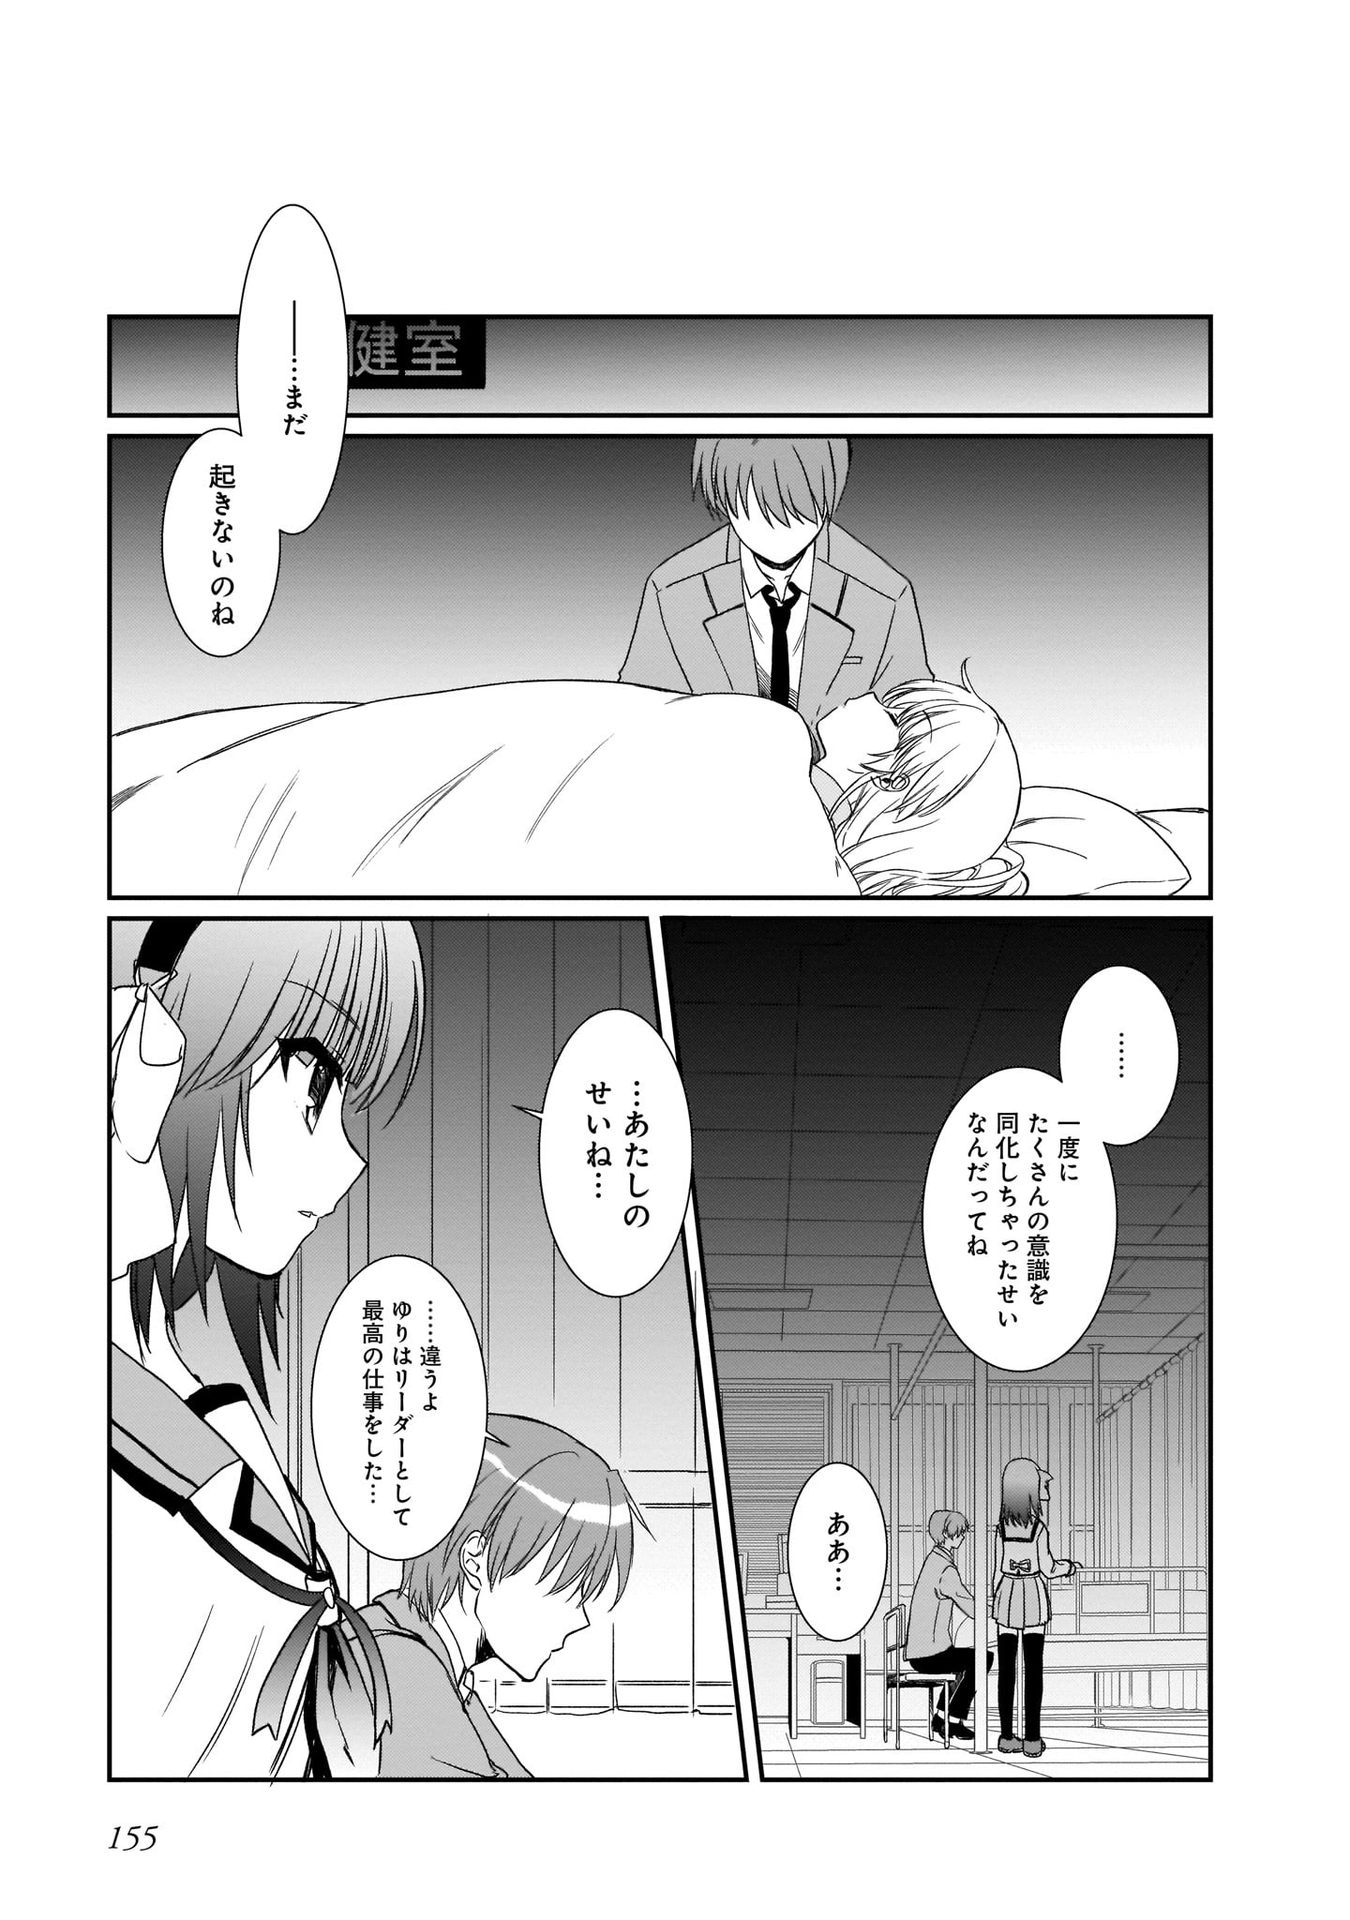 健室
――……まだ
起きないのね
……
一度に
たくさんの意識を
同化しちゃったせい
なんだってね
ああ…
…あたしの
せいね…
……違うよ
ゆりはリーダーとして
最高の仕事をした…
155